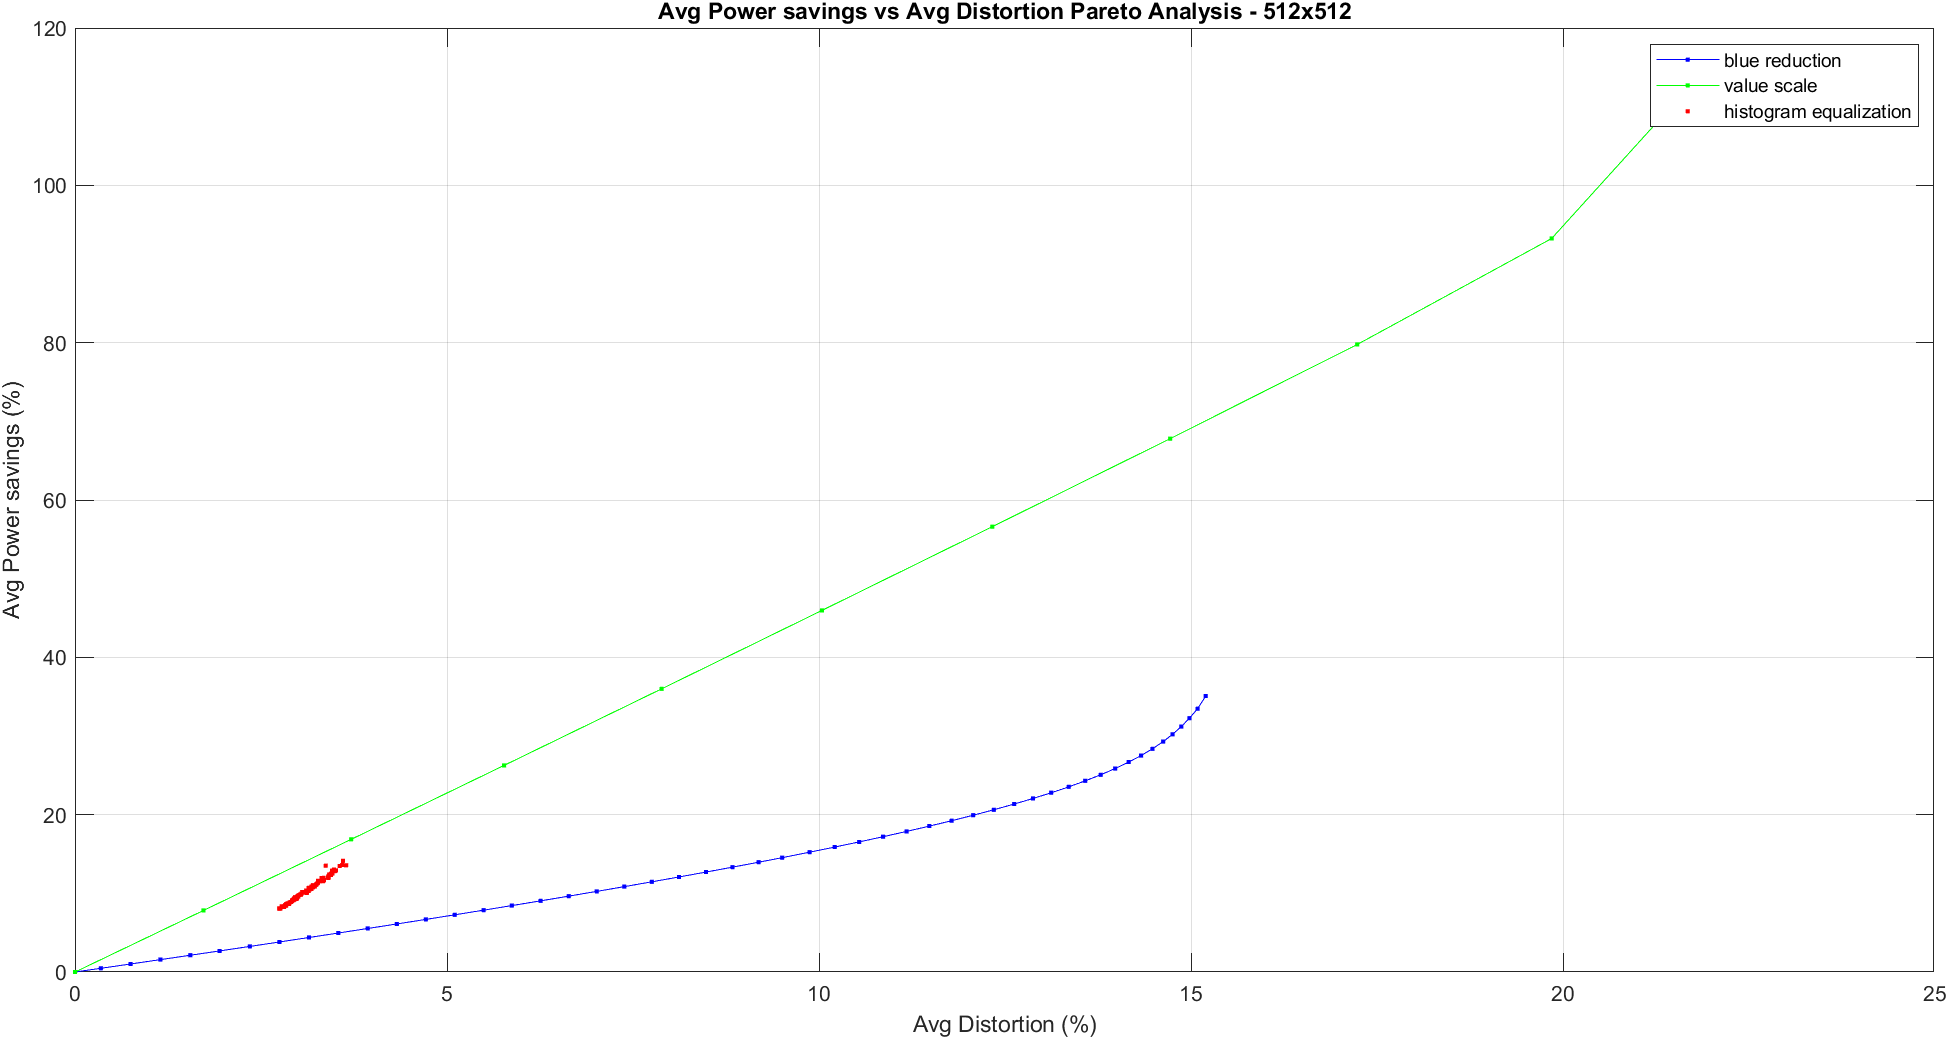 Avg Power savings vs Avg Distortion Pareto Analysis - 512x512
120
100
80
60
40
20
0
Avg Power savings (%)
blue reduction
value scale
histogram equalization
0 5 10 15 20 25
Avg Distortion (%)